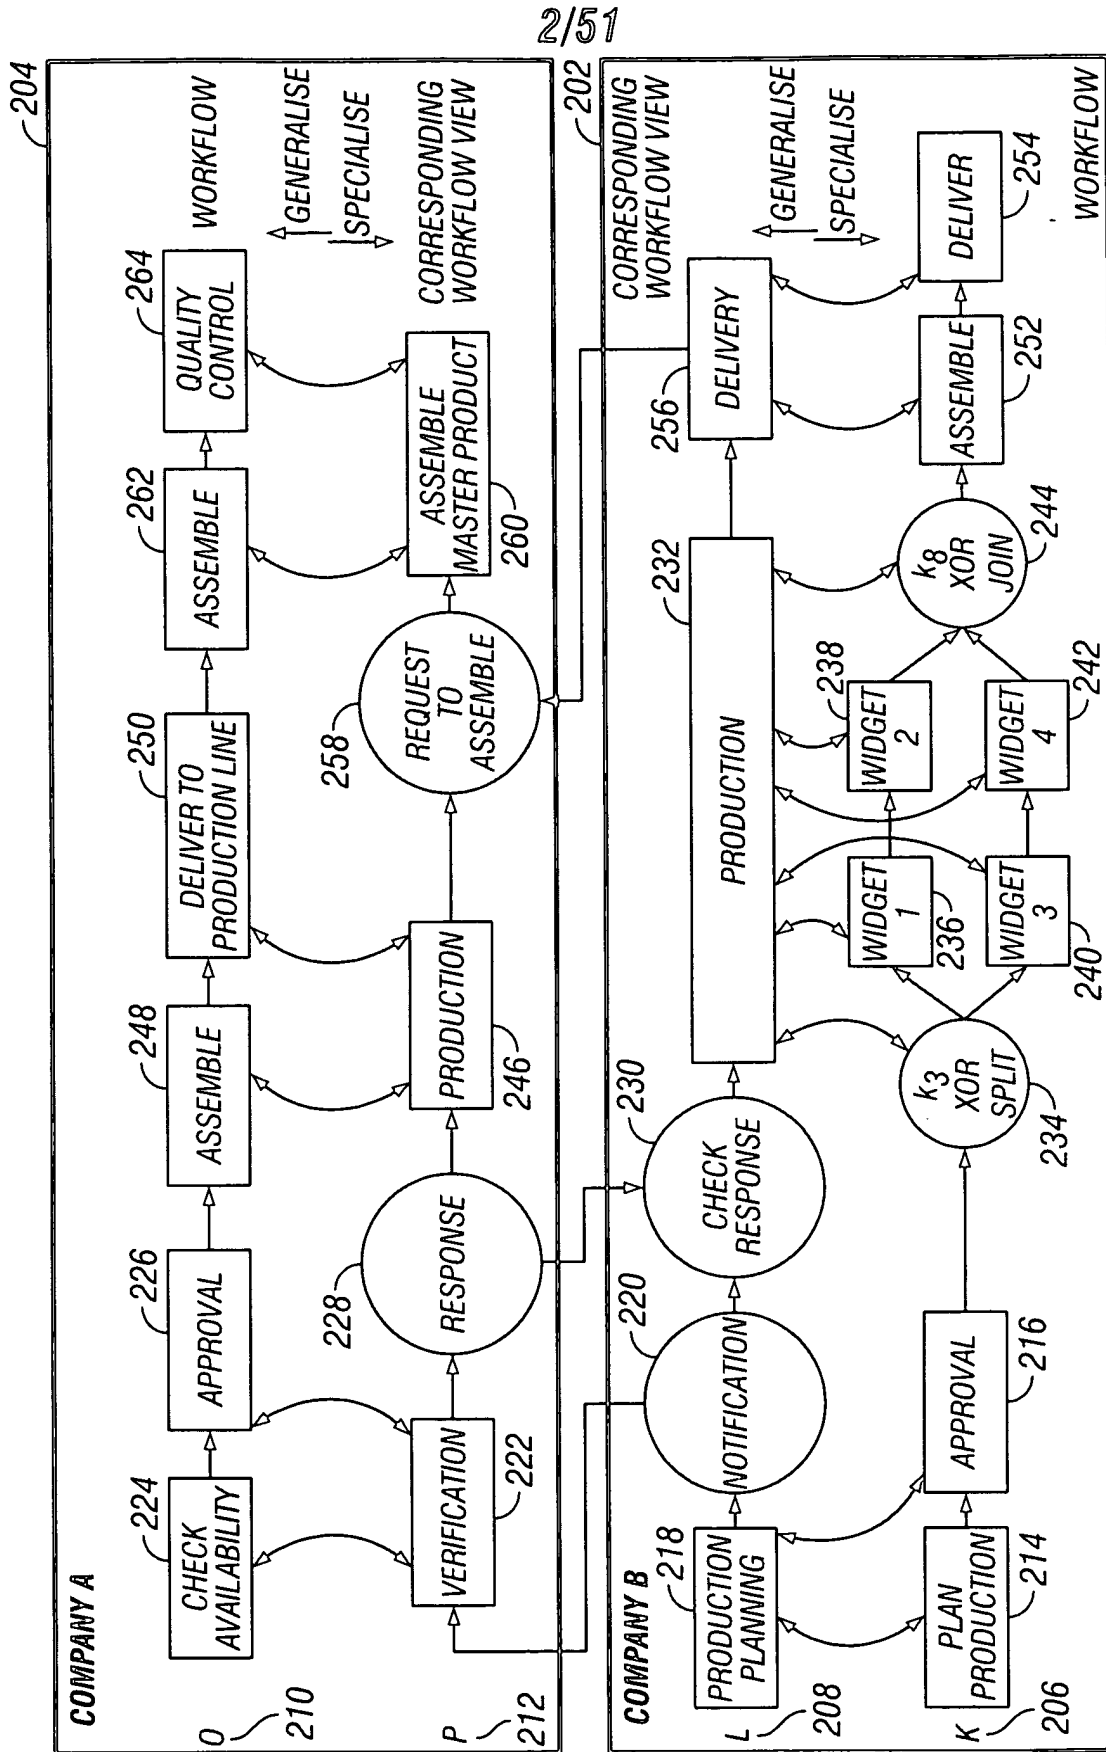 2/51
COMPANY A
204
O
210
224
CHECK
AVAILABILITY
226
APPROVAL
248
ASSEMBLE
250
DELIVER TO
PRODUCTION LINE
262
ASSEMBLE
264
QUALITY
CONTROL
WORKFLOW
GENERALISE
SPECIALISE
P
212
VERIFICATION
222
228
RESPONSE
PRODUCTION
246
258
REQUEST
TO
ASSEMBLE
ASSEMBLE
MASTER PRODUCT
260
CORRESPONDING
WORKFLOW VIEW
COMPANY B
202
L
208
218
PRODUCTION
PLANNING
220
NOTIFICATION
230
CHECK
RESPONSE
232
PRODUCTION
256
DELIVERY
CORRESPONDING
WORKFLOW VIEW
GENERALISE
SPECIALISE
K
206
PLAN
PRODUCTION
214
APPROVAL
216
k3
XOR
SPLIT
234
WIDGET
1
236
WIDGET
2
238
WIDGET
3
240
WIDGET
4
242
k8
XOR
JOIN
244
ASSEMBLE
252
DELIVER
254
WORKFLOW